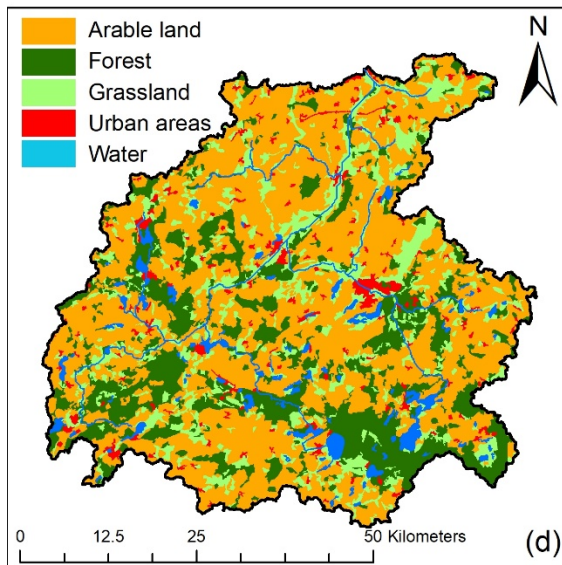 Arable land
Forest
Grassland
Urban areas
Water
N
0 12.5 25 50 Kilometers
(d)